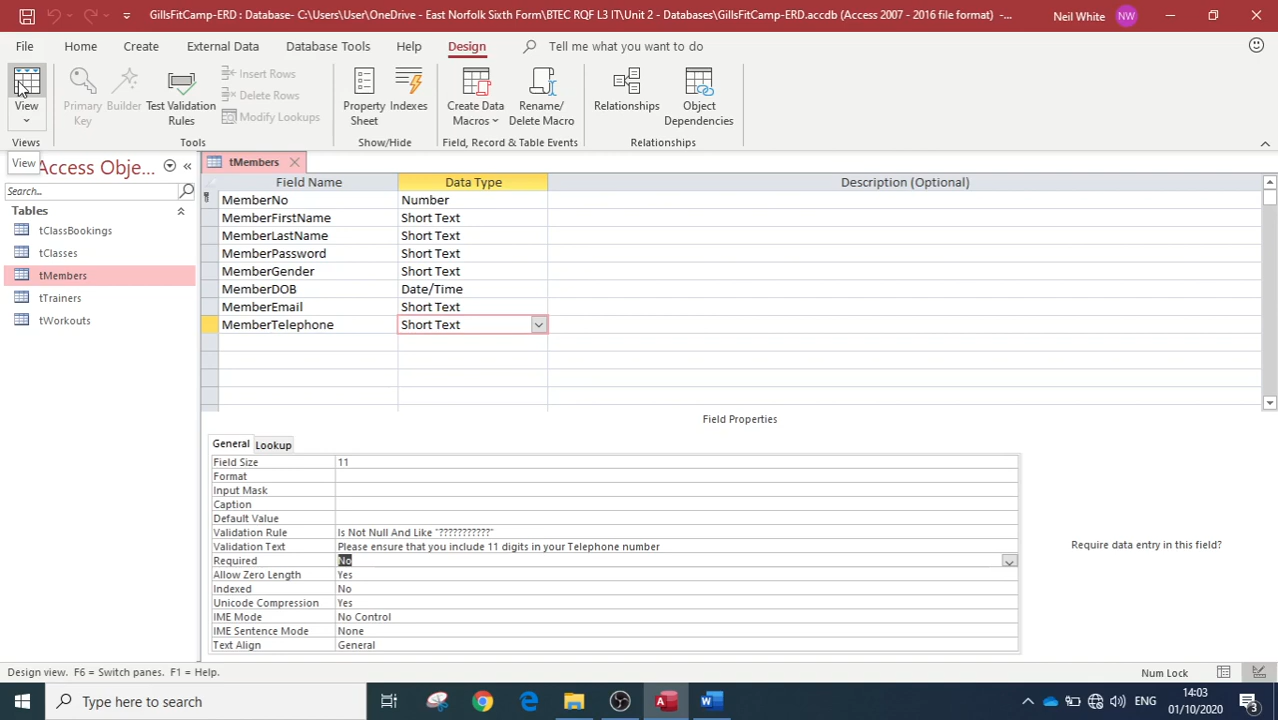 GillsFitCamp-ERD : Database- C:\Users\User\OneDrive - East Norfolk Sixth Form\BTEC RQF L3 IT\Unit 2 - Databases\GillsFitCamp-ERD.accdb (Access 2007 - 2016 file format) -...
Neil White
NW
File
Home
Create
External Data
Database Tools
Help
Design
Tell me what you want to do
View
Primary Key
Builder
Test Validation Rules
Insert Rows
Delete Rows
Modify Lookups
Property Sheet
Indexes
Create Data Macros
Rename/ Delete Macro
Relationships
Object Dependencies
Views
Tools
Show/Hide
Field, Record & Table Events
Relationships
View
Access Obje...
Search...
Tables
tClassBookings
tClasses
tMembers
tTrainers
tWorkouts
tMembers
Field Name Data Type Description (Optional)
MemberNo Number
MemberFirstName Short Text
MemberLastName Short Text
MemberPassword Short Text
MemberGender Short Text
MemberDOB Date/Time
MemberEmail Short Text
MemberTelephone Short Text
Field Properties
General Lookup
Field Size 11
Format
Input Mask
Caption
Default Value
Validation Rule Is Not Null And Like "???????????"
Validation Text Please ensure that you include 11 digits in your Telephone number
Required No
Allow Zero Length Yes
Indexed No
Unicode Compression Yes
IME Mode No Control
IME Sentence Mode None
Text Align General
Require data entry in this field?
Design view. F6 = Switch panes. F1 = Help.
Num Lock
Type here to search
ENG
14:03
01/10/2020
3